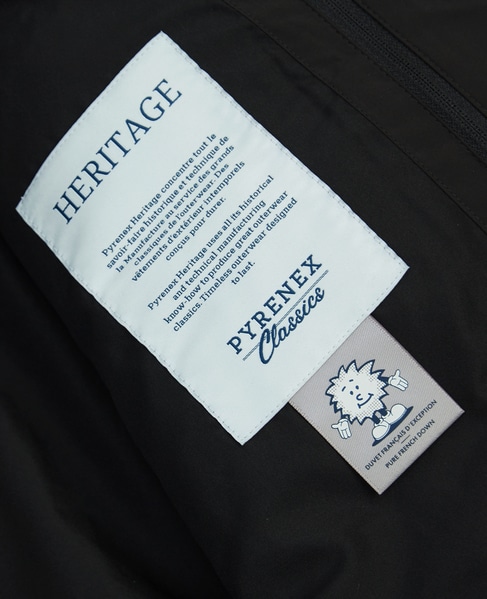 HERITAGE
Pyrenex Heritage concentre tout le
savoir-faire historique et technique de
la Manufacture au service des grands
classiques de l'outerwear. Des
vêtements d'extérieur intemporels
conçus pour durer.
Pyrenex Heritage uses all its historical
and technical manufacturing
know-how to produce great outerwear
classics. Timeless outerwear designed
to last.
PYRENEX
Classics
DUVET FRANÇAIS D'EXCEPTION
PURE FRENCH DOWN